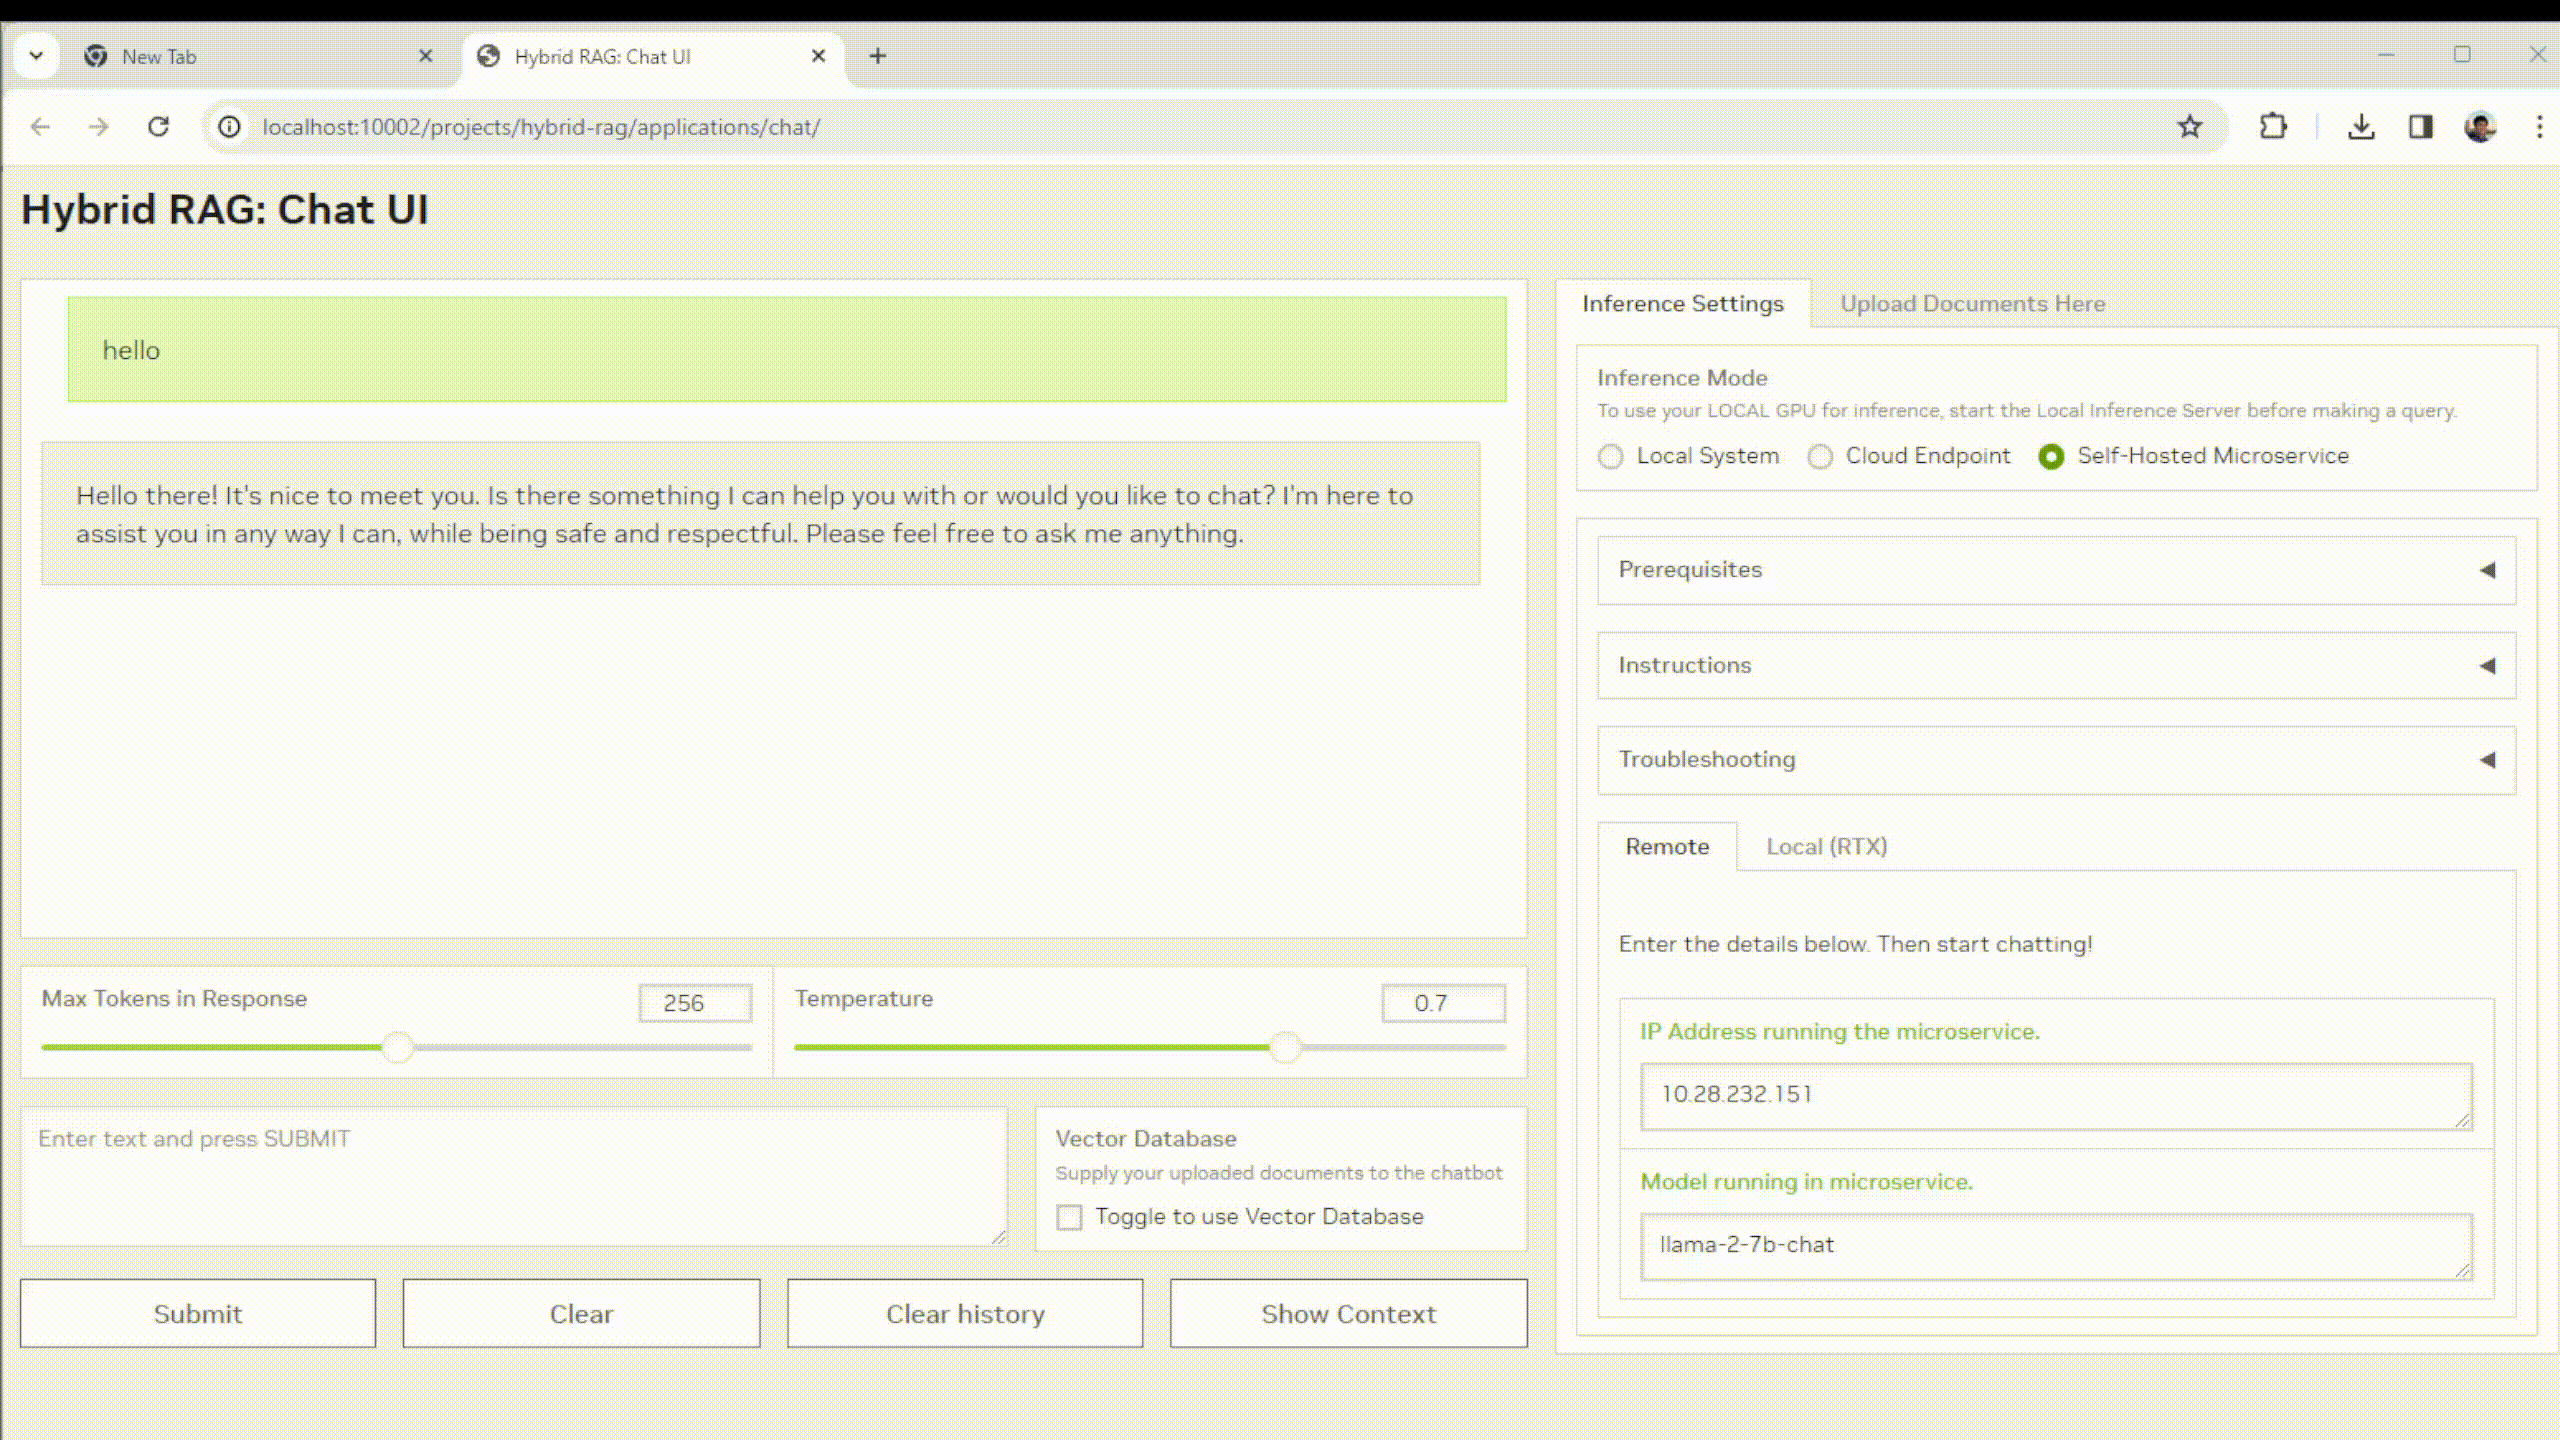 New Tab
Hybrid RAG: Chat UI
localhost:10002/projects/hybrid-rag/applications/chat/
Hybrid RAG: Chat UI
hello
Hello there! It's nice to meet you. Is there something I can help you with or would you like to chat? I'm here to
assist you in any way I can, while being safe and respectful. Please feel free to ask me anything.
Max Tokens in Response
256
Temperature
0.7
Enter text and press SUBMIT
Vector Database
Supply your uploaded documents to the chatbot
Toggle to use Vector Database
Submit
Clear
Clear history
Show Context
Inference Settings
Upload Documents Here
Inference Mode
To use your LOCAL GPU for inference, start the Local Inference Server before making a query.
Local System
Cloud Endpoint
Self-Hosted Microservice
Prerequisites
Instructions
Troubleshooting
Remote
Local (RTX)
Enter the details below. Then start chatting!
IP Address running the microservice.
10.28.232.151
Model running in microservice.
llama-2-7b-chat